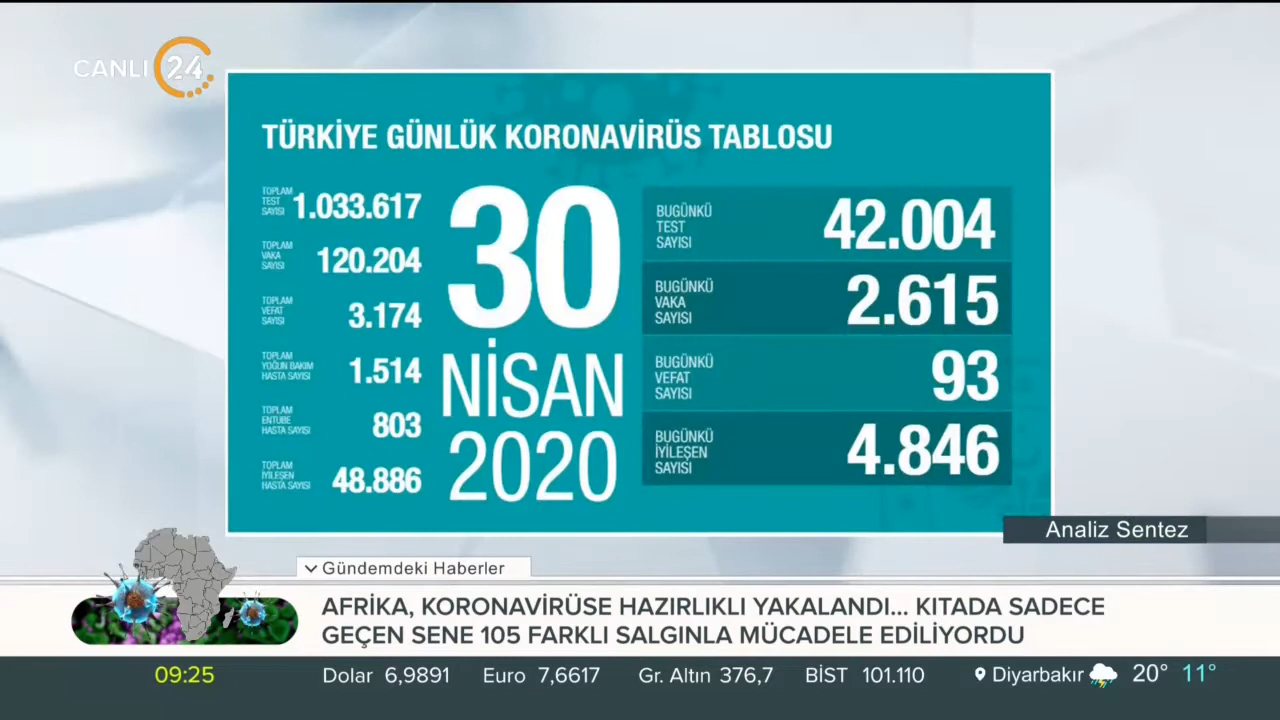 CANLI 24
TÜRKİYE GÜNLÜK KORONAVİRÜS TABLOSU
TOPLAM
TEST
SAYISI
1.033.617
TOPLAM
VAKA
SAYISI
120.204
TOPLAM
VEFAT
SAYISI
3.174
TOPLAM
YOĞUN BAKIM
HASTA SAYISI
1.514
TOPLAM
ENTÜBE
HASTA SAYISI
803
TOPLAM
İYİLEŞEN
HASTA SAYISI
48.886
30
NİSAN
2020
BUGÜNKÜ
TEST
SAYISI
42.004
BUGÜNKÜ
VAKA
SAYISI
2.615
BUGÜNKÜ
VEFAT
SAYISI
93
BUGÜNKÜ
İYİLEŞEN
SAYISI
4.846
Analiz Sentez
Gündemdeki Haberler
AFRİKA, KORONAVİRÜSE HAZIRLIKLI YAKALANDI... KITADA SADECE
GEÇEN SENE 105 FARKLI SALGINLA MÜCADELE EDİLİYORDU
09:25 Dolar 6,9891 Euro 7,6617 Gr. Altın 376,7 BİST 101.110 Diyarbakır 20° 11°